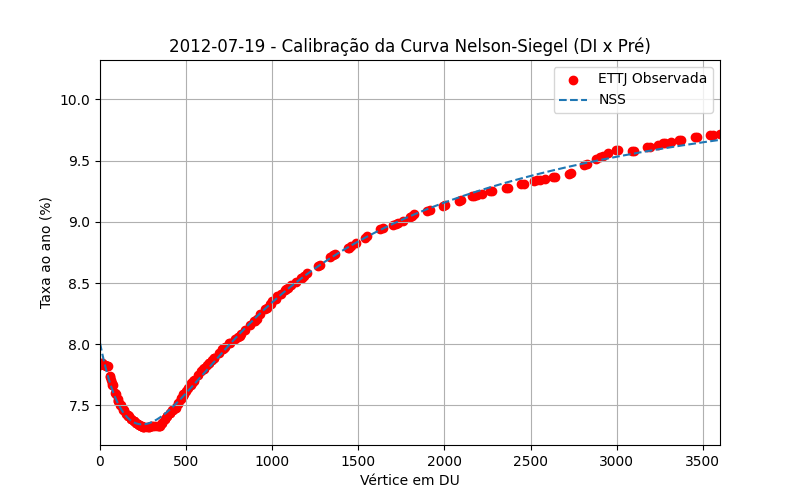 2012-07-19 - Calibração da Curva Nelson-Siegel (DI x Pré)
ETTJ Observada
NSS
Taxa ao ano (%)
10.0
9.5
9.0
8.5
8.0
7.5
0 500 1000 1500 2000 2500 3000 3500
Vértice em DU